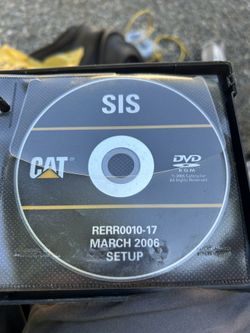 SIS
CAT
DVD
ROM
RERR0010-17
MARCH 2006
SETUP